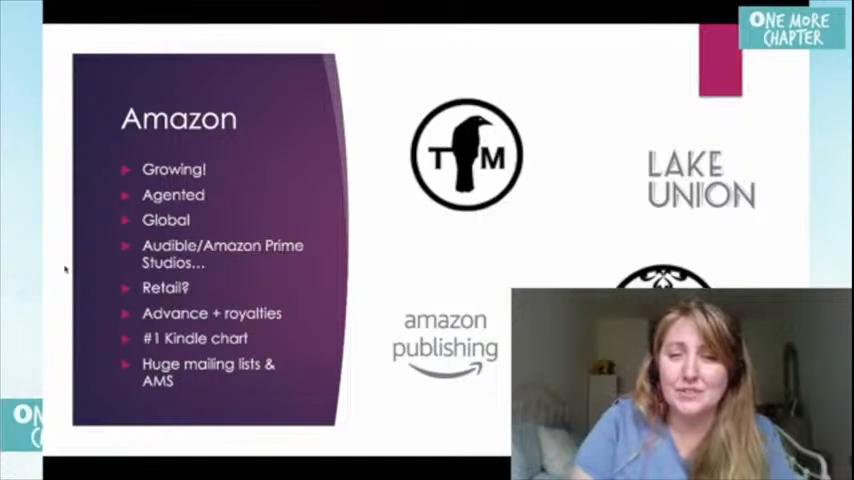 ONE MORE
CHAPTER
Amazon
Growing!
Agented
Global
Audible/Amazon Prime
Studios...
Retail?
Advance + royalties
#1 Kindle chart
Huge mailing lists &
AMS
T M
LAKE
UNION
amazon
publishing
ON
C